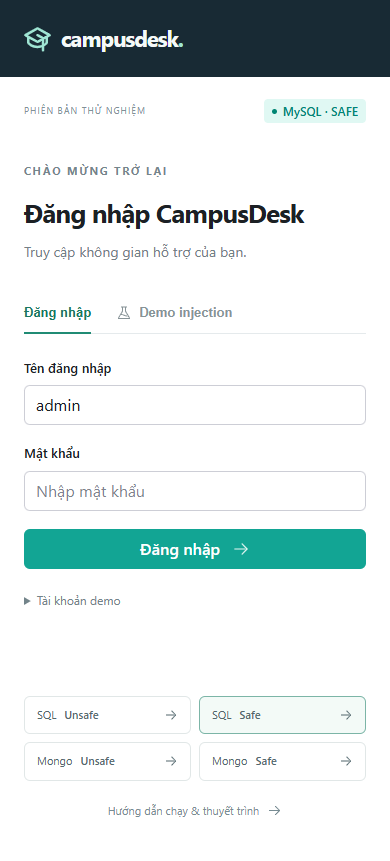 campusdesk.
PHIÊN BẢN THỬ NGHIỆM
MySQL · SAFE
CHÀO MỪNG TRỞ LẠI
Đăng nhập CampusDesk
Truy cập không gian hỗ trợ của bạn.
Đăng nhập
Demo injection
Tên đăng nhập
admin
Mật khẩu
Nhập mật khẩu
Đăng nhập →
▶ Tài khoản demo
SQL Unsafe →
SQL Safe →
Mongo Unsafe →
Mongo Safe →
Hướng dẫn chạy & thuyết trình →